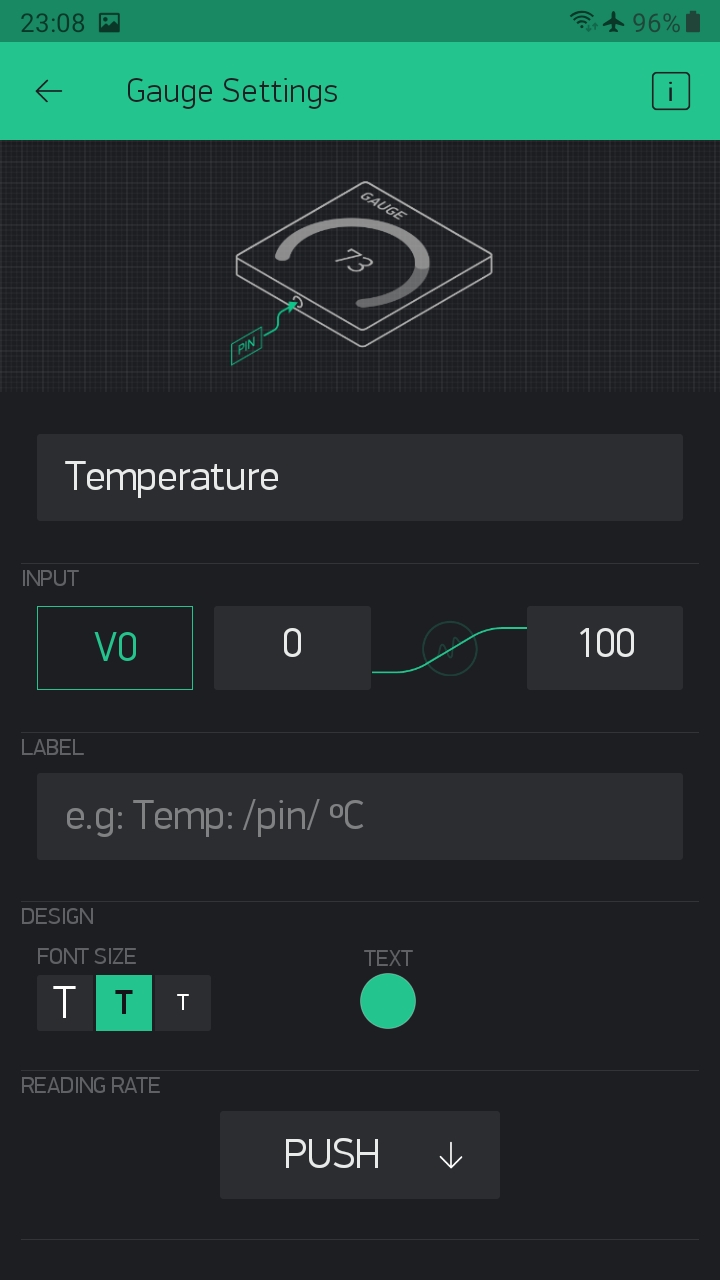 23:08 96%
Gauge Settings i
GAUGE
73
PIN
Temperature
INPUT
V0 0 100
LABEL
e.g: Temp: /pin/ ºC
DESIGN
FONT SIZE TEXT
T T T
READING RATE
PUSH